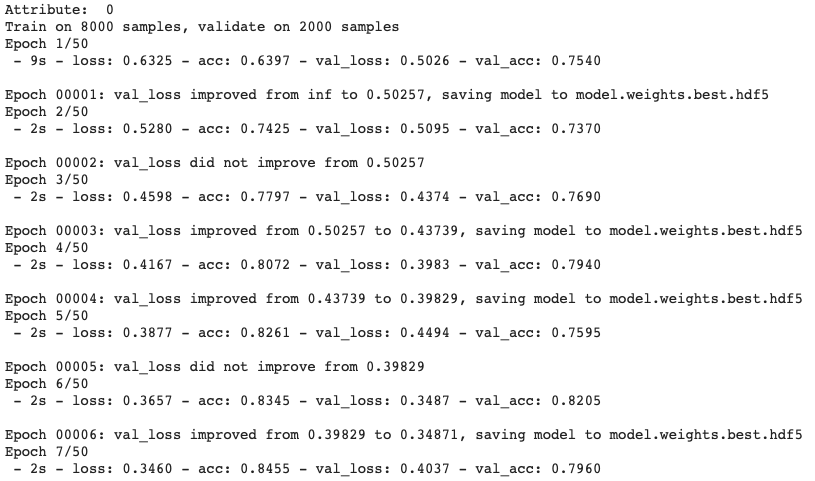 Attribute:  0
Train on 8000 samples, validate on 2000 samples
Epoch 1/50
 - 9s - loss: 0.6325 - acc: 0.6397 - val_loss: 0.5026 - val_acc: 0.7540
Epoch 00001: val_loss improved from inf to 0.50257, saving model to model.weights.best.hdf5
Epoch 2/50
 - 2s - loss: 0.5280 - acc: 0.7425 - val_loss: 0.5095 - val_acc: 0.7370
Epoch 00002: val_loss did not improve from 0.50257
Epoch 3/50
 - 2s - loss: 0.4598 - acc: 0.7797 - val_loss: 0.4374 - val_acc: 0.7690
Epoch 00003: val_loss improved from 0.50257 to 0.43739, saving model to model.weights.best.hdf5
Epoch 4/50
 - 2s - loss: 0.4167 - acc: 0.8072 - val_loss: 0.3983 - val_acc: 0.7940
Epoch 00004: val_loss improved from 0.43739 to 0.39829, saving model to model.weights.best.hdf5
Epoch 5/50
 - 2s - loss: 0.3877 - acc: 0.8261 - val_loss: 0.4494 - val_acc: 0.7595
Epoch 00005: val_loss did not improve from 0.39829
Epoch 6/50
 - 2s - loss: 0.3657 - acc: 0.8345 - val_loss: 0.3487 - val_acc: 0.8205
Epoch 00006: val_loss improved from 0.39829 to 0.34871, saving model to model.weights.best.hdf5
Epoch 7/50
 - 2s - loss: 0.3460 - acc: 0.8455 - val_loss: 0.4037 - val_acc: 0.7960